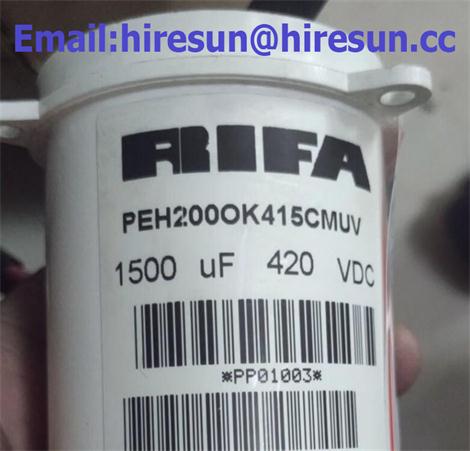 Email:hiresun@hiresun.cc
RIFA
PEH200OK415CMUV
1500 uF 420 VDC
*PP01003*